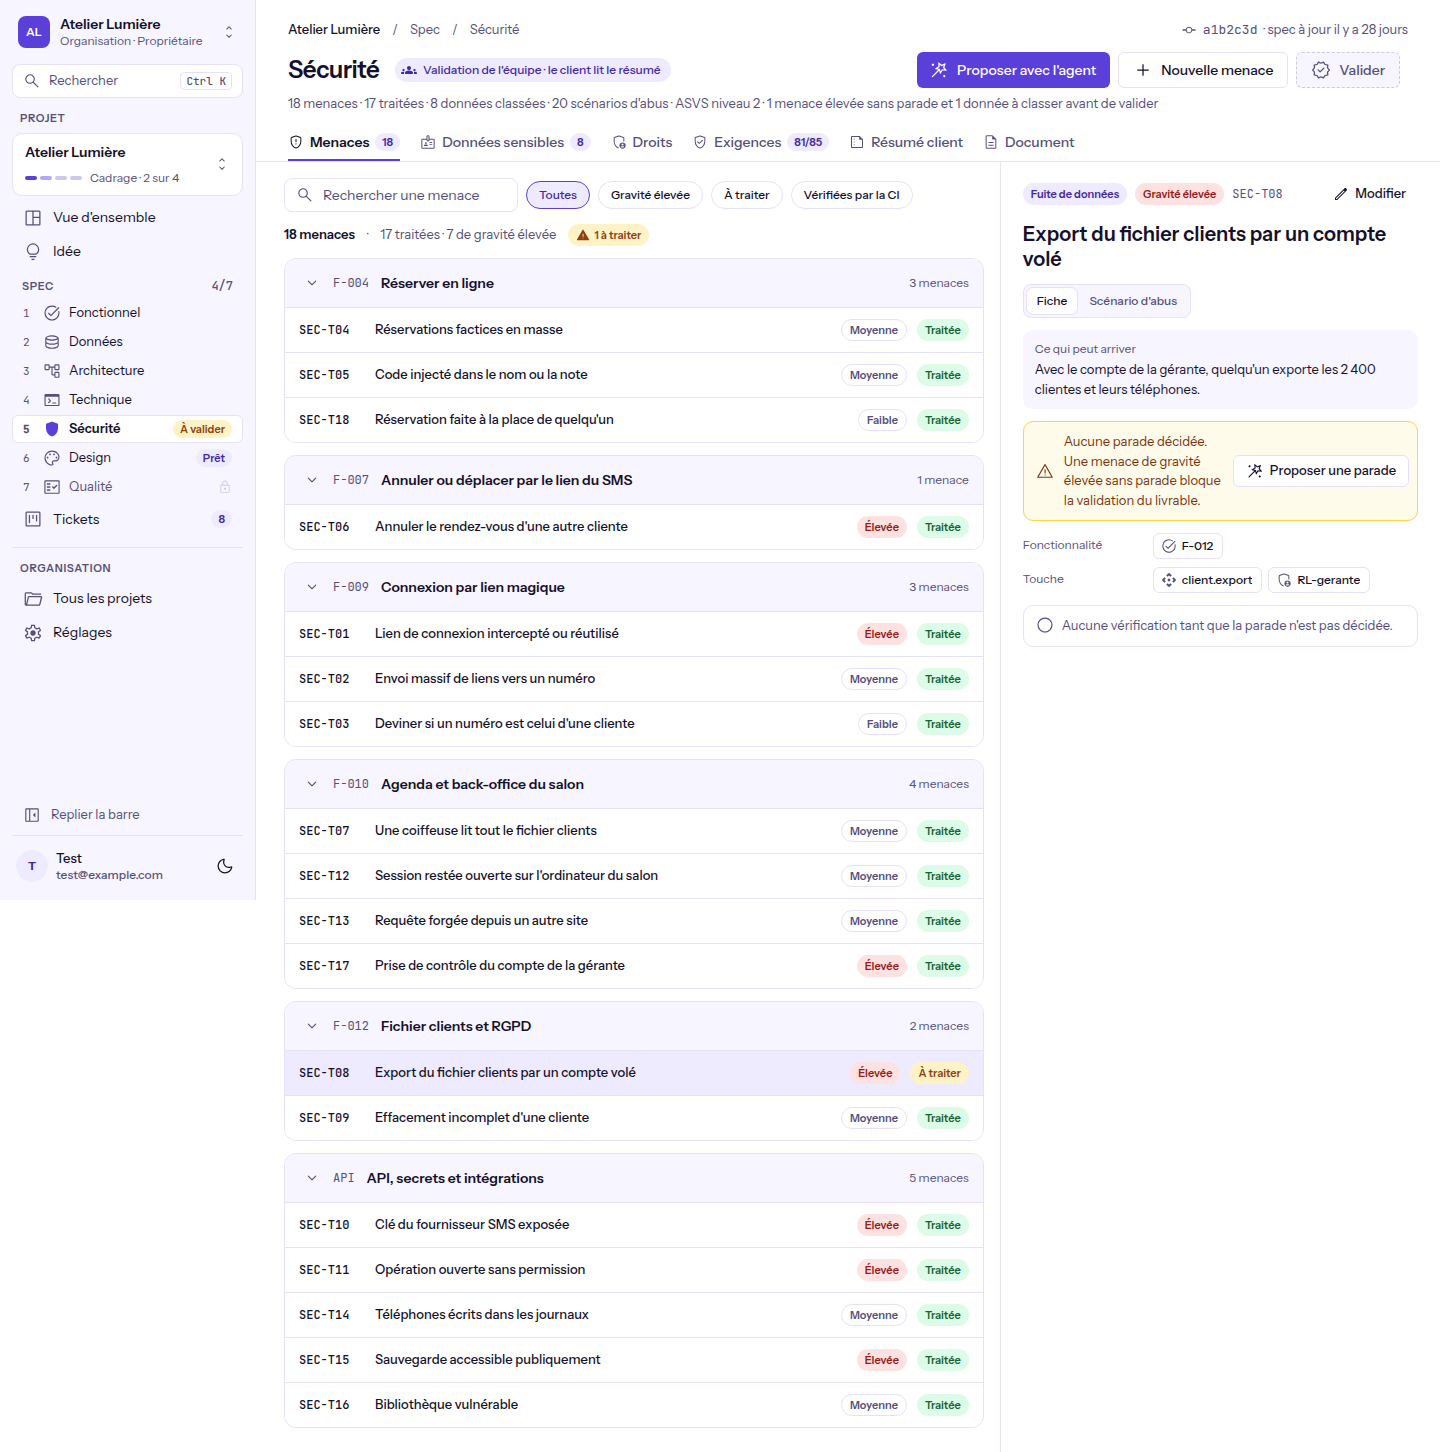 AL
Atelier Lumière
Organisation · Propriétaire
Rechercher
Ctrl K
PROJET
Atelier Lumière
Cadrage · 2 sur 4
Vue d'ensemble
Idée
SPEC 4/7
1 Fonctionnel
2 Données
3 Architecture
4 Technique
5 Sécurité À valider
6 Design Prêt
7 Qualité
Tickets 8
ORGANISATION
Tous les projets
Réglages
Replier la barre
T
Test
test@example.com
Atelier Lumière / Spec / Sécurité
a1b2c3d · spec à jour il y a 28 jours
Sécurité
Validation de l'équipe · le client lit le résumé
Proposer avec l'agent
Nouvelle menace
Valider
18 menaces · 17 traitées · 8 données classées · 20 scénarios d'abus · ASVS niveau 2 · 1 menace élevée sans parade et 1 donnée à classer avant de valider
Menaces 18
Données sensibles 8
Droits
Exigences 81/85
Résumé client
Document
Rechercher une menace
Toutes
Gravité élevée
À traiter
Vérifiées par la CI
18 menaces · 17 traitées · 7 de gravité élevée
1 à traiter
F-004 Réserver en ligne 3 menaces
SEC-T04 Réservations factices en masse Moyenne Traitée
SEC-T05 Code injecté dans le nom ou la note Moyenne Traitée
SEC-T18 Réservation faite à la place de quelqu'un Faible Traitée
F-007 Annuler ou déplacer par le lien du SMS 1 menace
SEC-T06 Annuler le rendez-vous d'une autre cliente Élevée Traitée
F-009 Connexion par lien magique 3 menaces
SEC-T01 Lien de connexion intercepté ou réutilisé Élevée Traitée
SEC-T02 Envoi massif de liens vers un numéro Moyenne Traitée
SEC-T03 Deviner si un numéro est celui d'une cliente Faible Traitée
F-010 Agenda et back-office du salon 4 menaces
SEC-T07 Une coiffeuse lit tout le fichier clients Moyenne Traitée
SEC-T12 Session restée ouverte sur l'ordinateur du salon Moyenne Traitée
SEC-T13 Requête forgée depuis un autre site Moyenne Traitée
SEC-T17 Prise de contrôle du compte de la gérante Élevée Traitée
F-012 Fichier clients et RGPD 2 menaces
SEC-T08 Export du fichier clients par un compte volé Élevée À traiter
SEC-T09 Effacement incomplet d'une cliente Moyenne Traitée
API API, secrets et intégrations 5 menaces
SEC-T10 Clé du fournisseur SMS exposée Élevée Traitée
SEC-T11 Opération ouverte sans permission Élevée Traitée
SEC-T14 Téléphones écrits dans les journaux Moyenne Traitée
SEC-T15 Sauvegarde accessible publiquement Élevée Traitée
SEC-T16 Bibliothèque vulnérable Moyenne Traitée
Fuite de données
Gravité élevée
SEC-T08
Modifier
Export du fichier clients par un compte
volé
Fiche
Scénario d'abus
Ce qui peut arriver
Avec le compte de la gérante, quelqu'un exporte les 2 400
clientes et leurs téléphones.
Aucune parade décidée.
Une menace de gravité
élevée sans parade bloque
la validation du livrable.
Proposer une parade
Fonctionnalité F-012
Touche client.export RL-gerante
Aucune vérification tant que la parade n'est pas décidée.